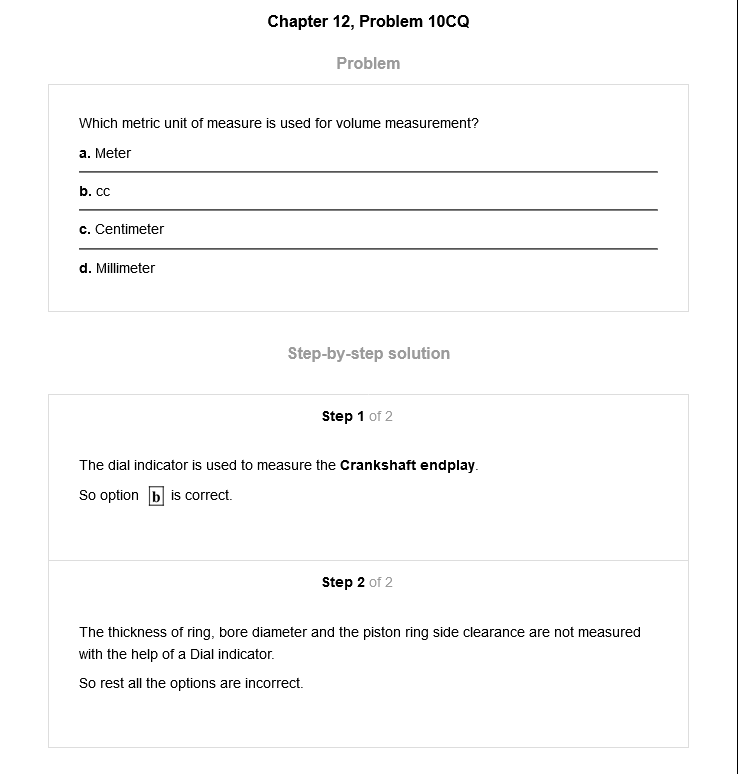 Chapter 12, Problem 10CQ
Problem
Which metric unit of measure is used for volume measurement?
a. Meter
b. cc
c. Centimeter
d. Millimeter
Step-by-step solution
Step 1 of 2
The dial indicator is used to measure the Crankshaft endplay.
So option b is correct.
Step 2 of 2
The thickness of ring, bore diameter and the piston ring side clearance are not measured
with the help of a Dial indicator.
So rest all the options are incorrect.